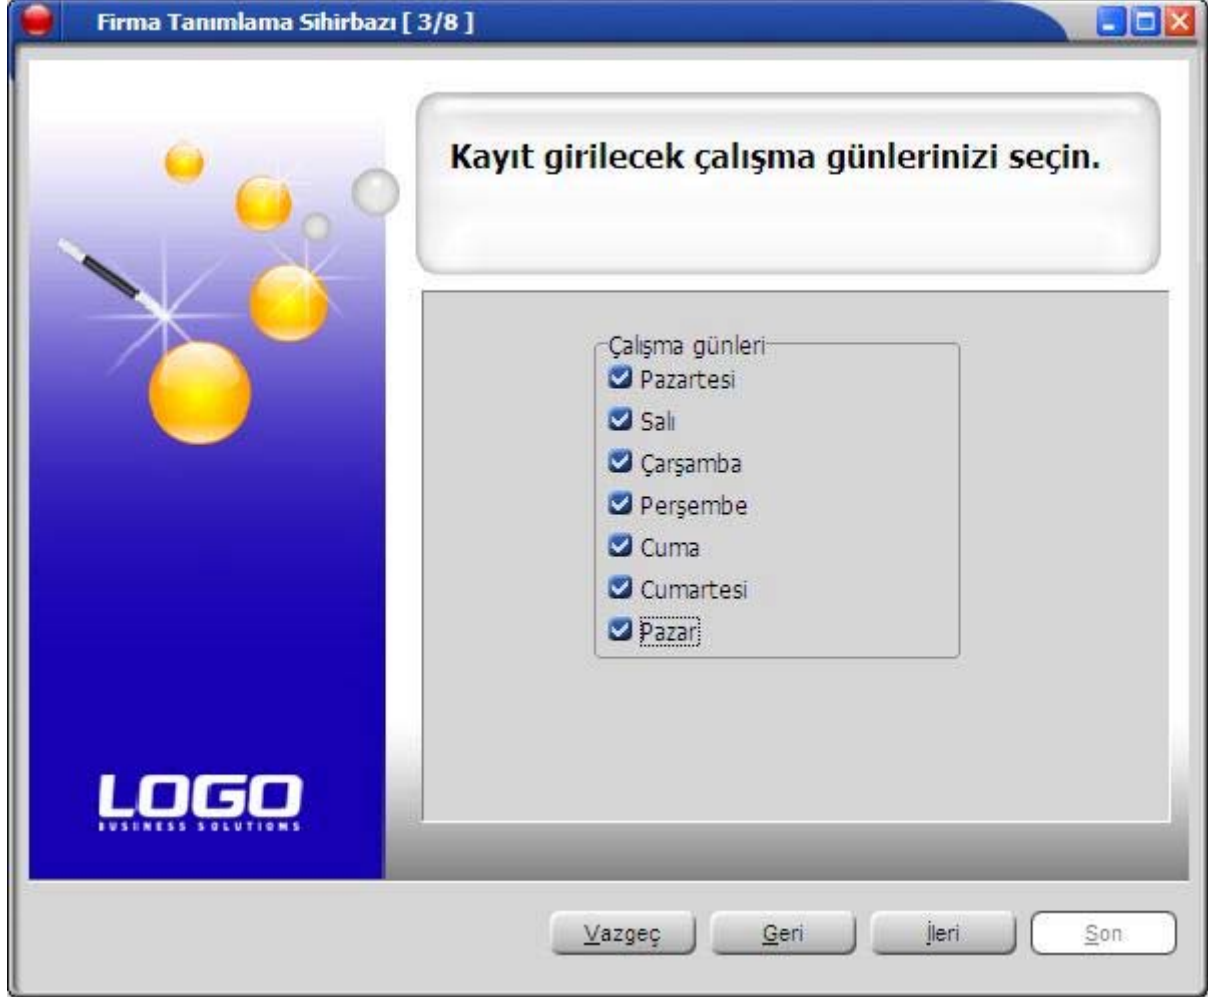 Firma Tanımlama Sihirbazı [ 3/8 ]
Kayıt girilecek çalışma günlerinizi seçin.
Çalışma günleri
Pazartesi
Salı
Çarşamba
Perşembe
Cuma
Cumartesi
Pazar
LOGO
BUSINESS SOLUTIONS
Vazgeç Geri İleri Son